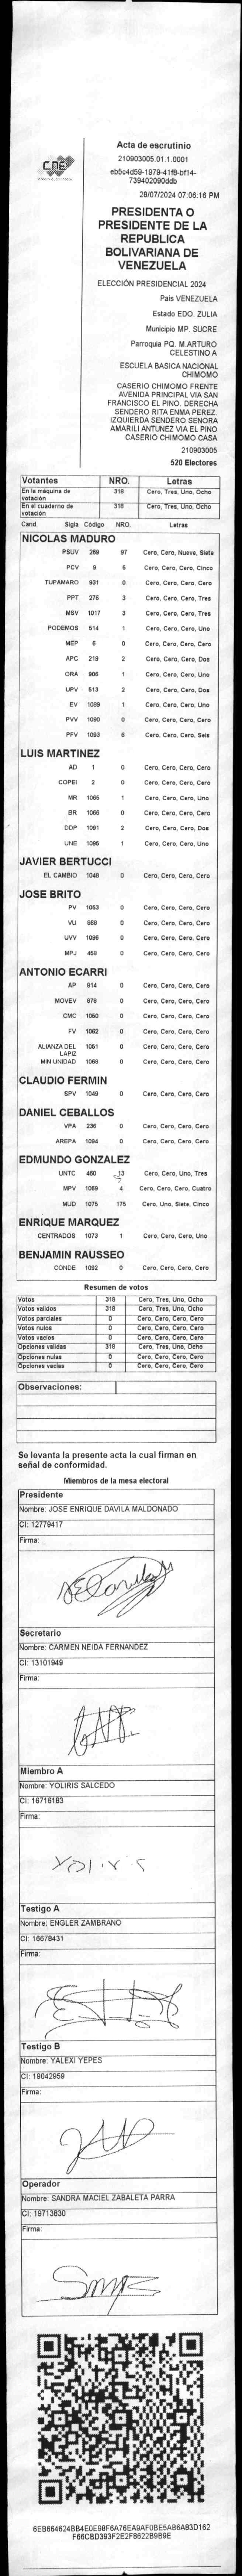 CNE
Acta de escrutinio
210903005.01.1.0001
eb5c4d59-1979-41f8-bf14-
739402090ddb
28/07/2024 07:06:16 PM
PRESIDENTA O
PRESIDENTE DE LA
REPUBLICA
BOLIVARIANA DE
VENEZUELA
ELECCIÓN PRESIDENCIAL 2024
Pais VENEZUELA
Estado EDO. ZULIA
Municipio MP. SUCRE
Parroquia PQ. M.ARTURO
CELESTINO A
ESCUELA BASICA NACIONAL
CHIMOMO
CASERIO CHIMOMO FRENTE
AVENIDA PRINCIPAL VIA SAN
FRANCISCO EL PINO. DERECHA
SENDERO RITA ENMA PEREZ.
IZQUIERDA SENDERO SENORA
AMARILI ANTUNEZ VIA EL PINO
CASERIO CHIMOMO CASA
210903005
520 Electores
Votantes NRO. Letras
En la máquina de votación 318 Cero, Tres, Uno, Ocho
En el cuaderno de votación 318 Cero, Tres, Uno, Ocho
Cand. Sigla Código NRO. Letras
NICOLAS MADURO
PSUV 269 97 Cero, Cero, Nueve, Siete
PCV 9 5 Cero, Cero, Cero, Cinco
TUPAMARO 931 0 Cero, Cero, Cero, Cero
PPT 276 3 Cero, Cero, Cero, Tres
MSV 1017 3 Cero, Cero, Cero, Tres
PODEMOS 514 1 Cero, Cero, Cero, Uno
MEP 6 0 Cero, Cero, Cero, Cero
APC 219 2 Cero, Cero, Cero, Dos
ORA 906 1 Cero, Cero, Cero, Uno
UPV 513 2 Cero, Cero, Cero, Dos
EV 1089 1 Cero, Cero, Cero, Uno
PVV 1090 0 Cero, Cero, Cero, Cero
PFV 1093 6 Cero, Cero, Cero, Seis
LUIS MARTINEZ
AD 1 0 Cero, Cero, Cero, Cero
COPEI 2 0 Cero, Cero, Cero, Cero
MR 1065 1 Cero, Cero, Cero, Uno
BR 1066 0 Cero, Cero, Cero, Cero
DDP 1091 2 Cero, Cero, Cero, Dos
UNE 1095 1 Cero, Cero, Cero, Uno
JAVIER BERTUCCI
EL CAMBIO 1048 0 Cero, Cero, Cero, Cero
JOSE BRITO
PV 1053 0 Cero, Cero, Cero, Cero
VU 969 0 Cero, Cero, Cero, Cero
UVV 1096 0 Cero, Cero, Cero, Cero
MPJ 459 0 Cero, Cero, Cero, Cero
ANTONIO ECARRI
AP 914 0 Cero, Cero, Cero, Cero
MOVEV 878 0 Cero, Cero, Cero, Cero
CMC 1050 0 Cero, Cero, Cero, Cero
FV 1062 0 Cero, Cero, Cero, Cero
ALIANZA DEL LAPIZ 1051 0 Cero, Cero, Cero, Cero
MIN UNIDAD 1068 0 Cero, Cero, Cero, Cero
CLAUDIO FERMIN
SPV 1049 0 Cero, Cero, Cero, Cero
DANIEL CEBALLOS
VPA 236 0 Cero, Cero, Cero, Cero
AREPA 1094 0 Cero, Cero, Cero, Cero
EDMUNDO GONZALEZ
UNTC 460 13 Cero, Cero, Uno, Tres
MPV 1069 4 Cero, Cero, Cero, Cuatro
MUD 1075 175 Cero, Uno, Siete, Cinco
ENRIQUE MARQUEZ
CENTRADOS 1073 1 Cero, Cero, Cero, Uno
BENJAMIN RAUSSEO
CONDE 1092 0 Cero, Cero, Cero, Cero
Resumen de votos
Votos 318 Cero, Tres, Uno, Ocho
Votos validos 318 Cero, Tres, Uno, Ocho
Votos parciales 0 Cero, Cero, Cero, Cero
Votos nulos 0 Cero, Cero, Cero, Cero
Votos vacios 0 Cero, Cero, Cero, Cero
Opciones validas 318 Cero, Tres, Uno, Ocho
Opciones nulas 0 Cero, Cero, Cero, Cero
Opciones vacias 0 Cero, Cero, Cero, Cero
Observaciones:
Se levanta la presente acta la cual firman en
señal de conformidad.
Miembros de la mesa electoral
Presidente
Nombre: JOSE ENRIQUE DAVILA MALDONADO
CI: 12779417
Firma:
Secretario
Nombre: CARMEN NEIDA FERNANDEZ
CI: 13101949
Firma:
Miembro A
Nombre: YOLIRIS SALCEDO
CI: 16716183
Firma:
Testigo A
Nombre: ENGLER ZAMBRANO
CI: 16678431
Firma:
Testigo B
Nombre: YALEXI YEPES
CI: 19042959
Firma:
Operador
Nombre: SANDRA MACIEL ZABALETA PARRA
CI: 19713830
Firma:
6EB664624BB4E0E98F6A76EA9AF0BE5AB6A83D162
F66CBD393F2E2F8622B9B9E